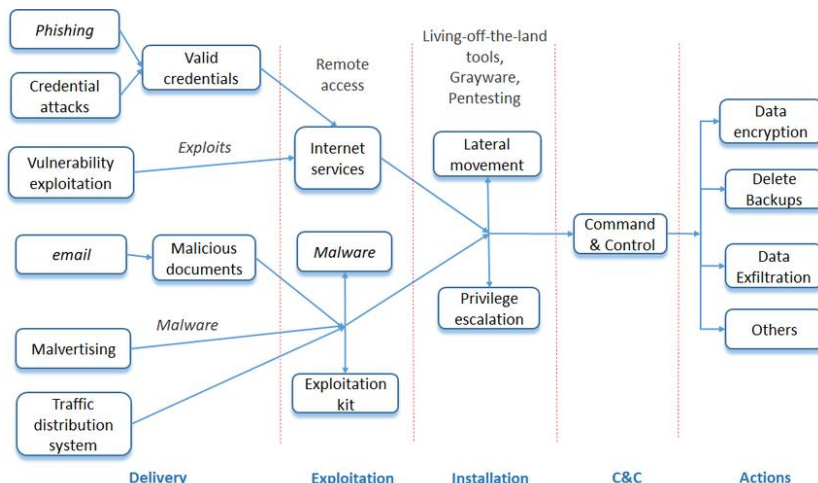 Phishing
Credential
attacks
Valid
credentials
Vulnerability
exploitation
Exploits
email
Malicious
documents
Malware
Malvertising
Traffic
distribution
system
Delivery
Remote
access
Internet
services
Malware
Exploitation
kit
Exploitation
Living-off-the-land
tools,
Grayware,
Pentesting
Lateral
movement
Privilege
escalation
Installation
Command
& Control
C&C
Data
encryption
Delete
Backups
Data
Exfiltration
Others
Actions